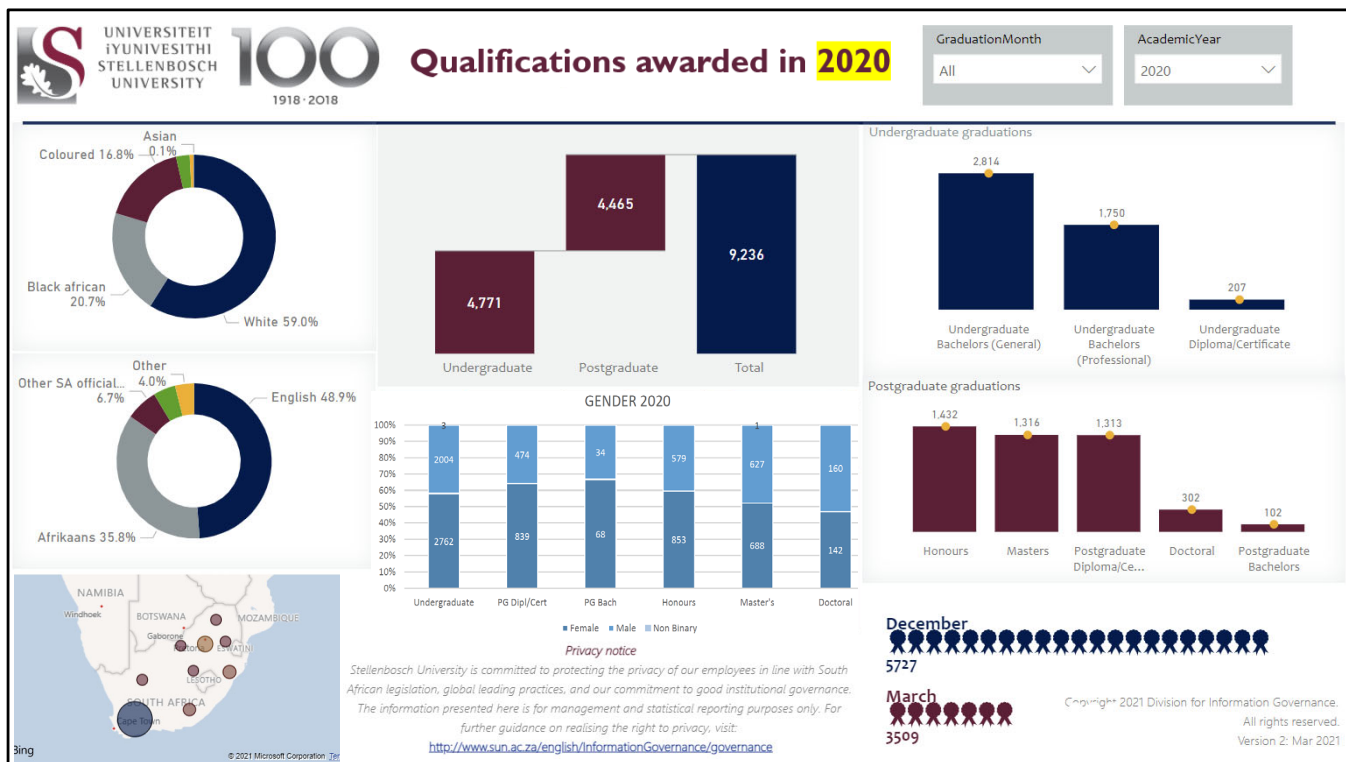 UNIVERSITEIT
iYUNIVESITHI
STELLENBOSCH
UNIVERSITY
100
1918·2018
Qualifications awarded in 2020
GraduationMonth
All
AcademicYear
2020
Asian
0.1%
Coloured 16.8%
Black african
20.7%
White 59.0%
4,771
4,465
9,236
Undergraduate
Postgraduate
Total
Undergraduate graduations
2,814
1,750
207
Undergraduate
Bachelors (General)
Undergraduate
Bachelors
(Professional)
Undergraduate
Diploma/Certificate
Other
4.0%
Other SA official...
6.7%
English 48.9%
Afrikaans 35.8%
GENDER 2020
100%
90%
80%
70%
60%
50%
40%
30%
20%
10%
0%
3
2004
2762
474
839
34
68
579
853
1
627
688
160
142
Undergraduate
PG Dipl/Cert
PG Bach
Honours
Master's
Doctoral
Female
Male
Non Binary
Postgraduate graduations
1,432
1,316
1,313
302
102
Honours
Masters
Postgraduate
Diploma/Ce...
Doctoral
Postgraduate
Bachelors
NAMIBIA
Windhoek
BOTSWANA
Gaborone
MOZAMBIQUE
ESWATINI
LESOTHO
SOUTH AFRICA
Cape Town
Bing
© 2021 Microsoft Corporation
Privacy notice
Stellenbosch University is committed to protecting the privacy of our employees in line with South
African legislation, global leading practices, and our commitment to good institutional governance.
The information presented here is for management and statistical reporting purposes only. For
further guidance on realising the right to privacy, visit:
http://www.sun.ac.za/english/InformationGovernance/governance
December
5727
March
3509
Copyright 2021 Division for Information Governance.
All rights reserved.
Version 2: Mar 2021